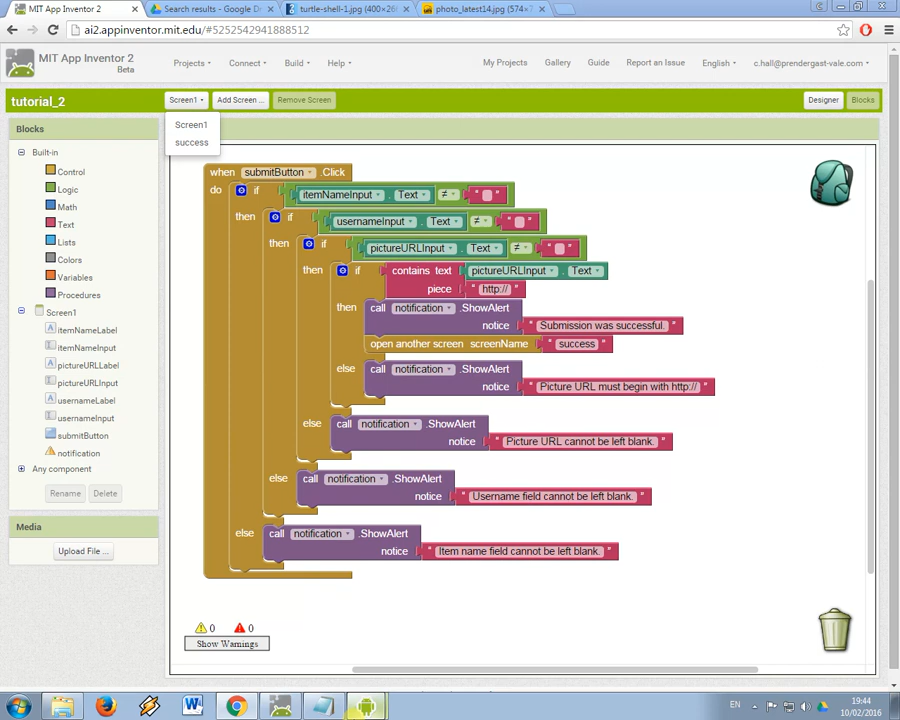 MIT App Inventor 2
Search results - Google Dr
turtle-shell-1.jpg (400×26
photo_latest14.jpg (574×7
ai2.appinventor.mit.edu/#5252542941888512
MIT App Inventor 2
Beta
Projects
Connect
Build
Help
My Projects
Gallery
Guide
Report an Issue
English
c.hall@prendergast-vale.com
tutorial_2
Screen1
Add Screen ...
Remove Screen
Designer
Blocks
Screen1
success
Blocks
Built-in
Control
Logic
Math
Text
Lists
Colors
Variables
Procedures
Screen1
itemNameLabel
itemNameInput
pictureURLLabel
pictureURLInput
usernameLabel
usernameInput
submitButton
notification
Any component
Rename
Delete
Media
Upload File ...
when submitButton .Click
do if itemNameInput . Text ≠ " "
then if usernameInput . Text ≠ " "
then if pictureURLInput . Text ≠ " "
then if contains text pictureURLInput . Text
piece " http:// "
then call notification .ShowAlert
notice " Submission was successful. "
open another screen screenName " success "
else call notification .ShowAlert
notice " Picture URL must begin with http:// "
else call notification .ShowAlert
notice " Picture URL cannot be left blank. "
else call notification .ShowAlert
notice " Username field cannot be left blank. "
else call notification .ShowAlert
notice " Item name field cannot be left blank. "
0 0
Show Warnings
EN
19:44
10/02/2016